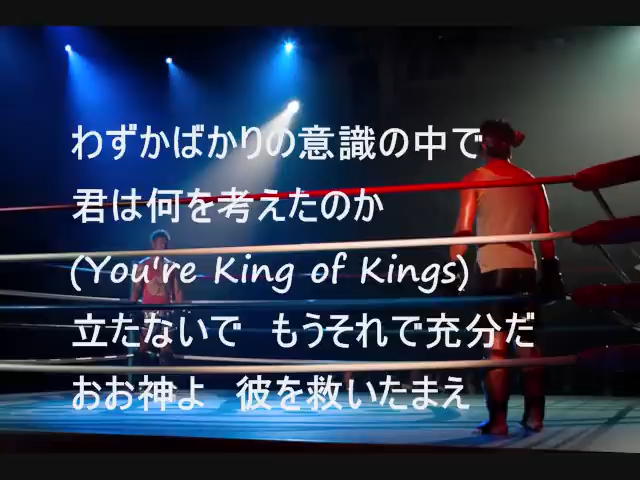 わずかばかりの意識の中で
君は何を考えたのか
(You're King of Kings)
立たないで　もうそれで充分だ
おお神よ　彼を救いたまえ